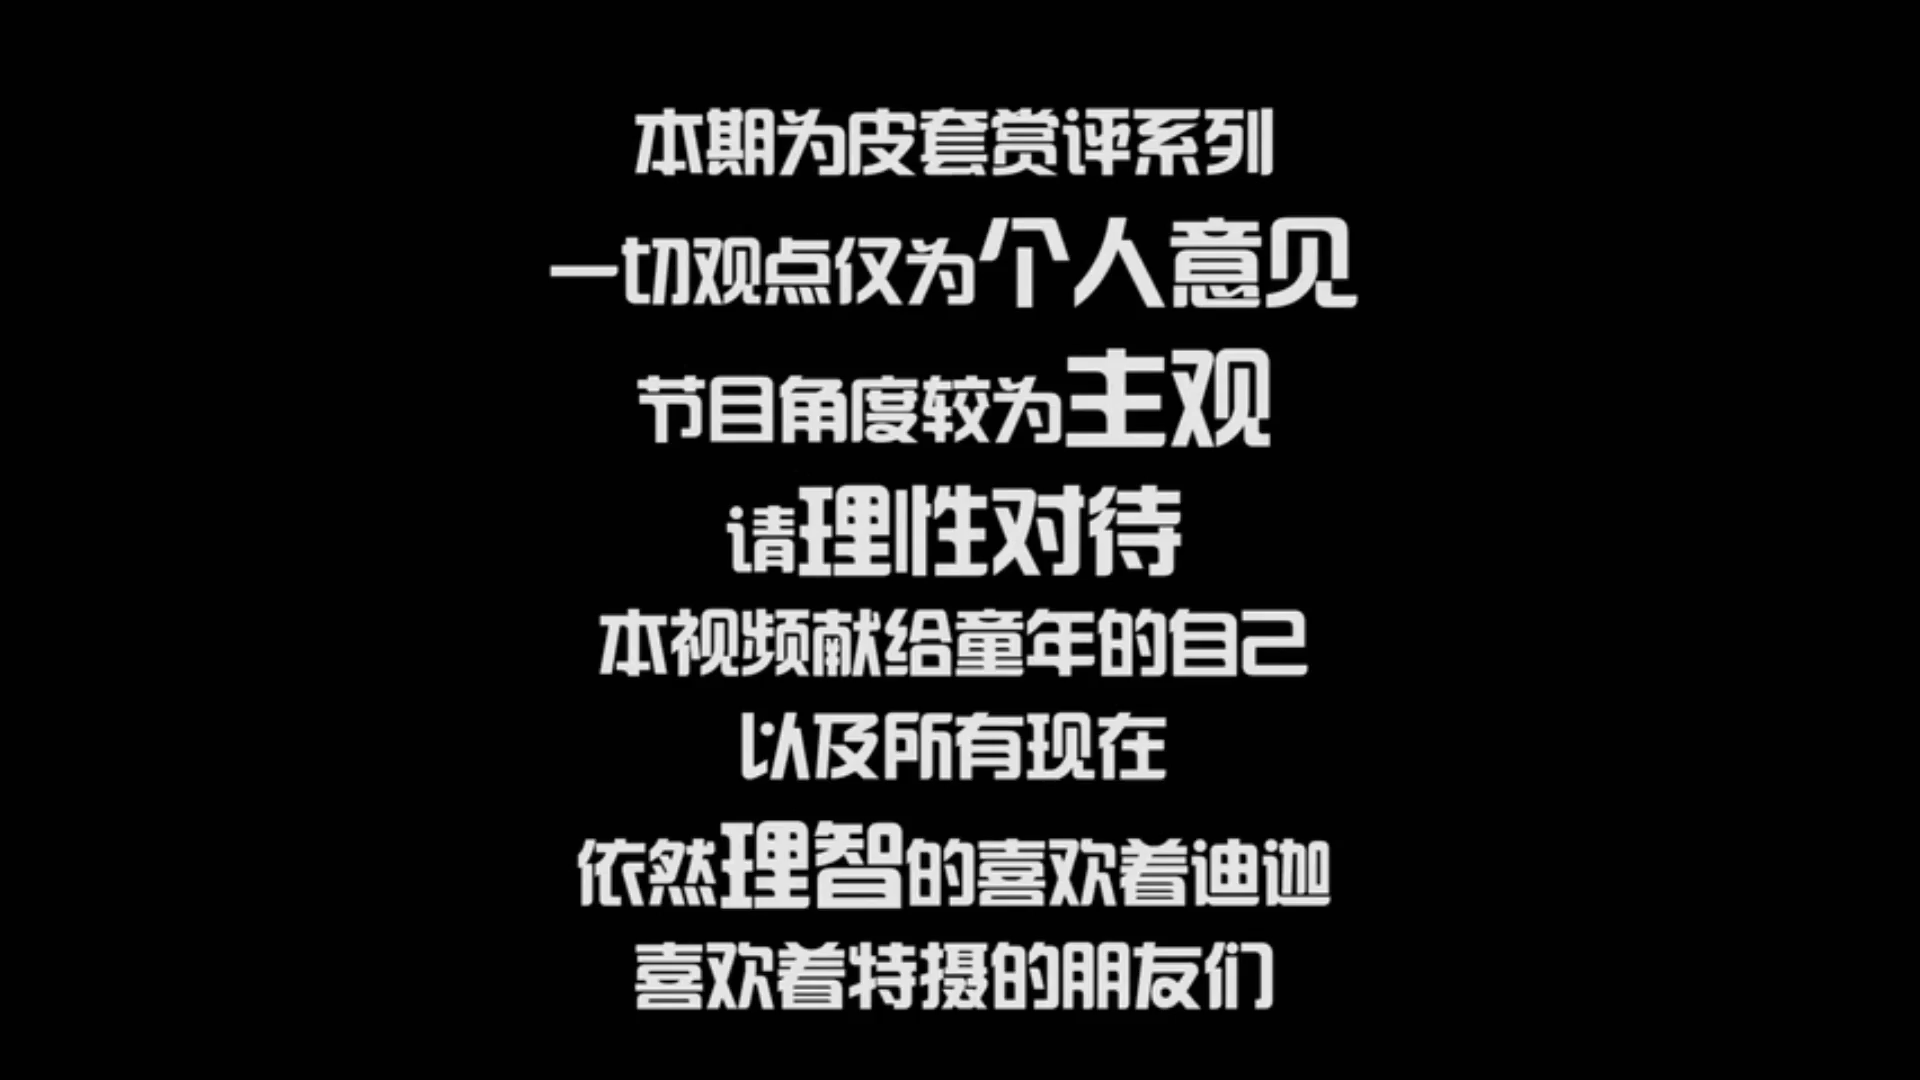 本期为皮套赏评系列
一切观点仅为个人意见
节目角度较为主观
请理性对待
本视频献给童年的自己
以及所有现在
依然理智的喜欢着迪迦
喜欢着特摄的朋友们